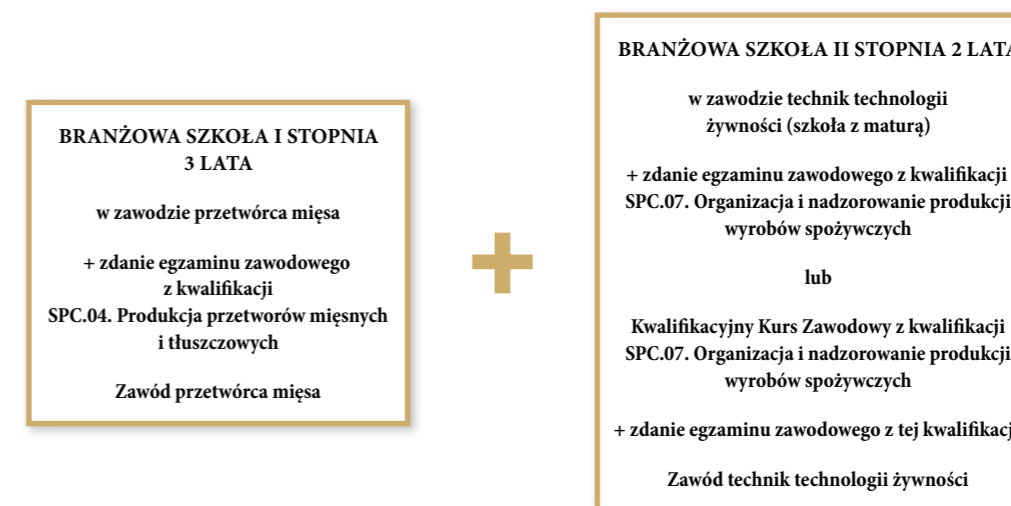 BRANŻOWA SZKOŁA I STOPNIA
3 LATA
w zawodzie przetwórca mięsa
+ zdanie egzaminu zawodowego
z kwalifikacji
SPC.04. Produkcja przetworów mięsnych
i tłuszczowych
Zawód przetwórca mięsa
+
BRANŻOWA SZKOŁA II STOPNIA 2 LATA
w zawodzie technik technologii
żywności (szkoła z maturą)
+ zdanie egzaminu zawodowego z kwalifikacji
SPC.07. Organizacja i nadzorowanie produkcji
wyrobów spożywczych
lub
Kwalifikacyjny Kurs Zawodowy z kwalifikacji
SPC.07. Organizacja i nadzorowanie produkcji
wyrobów spożywczych
+ zdanie egzaminu zawodowego z tej kwalifikacj
Zawód technik technologii żywności